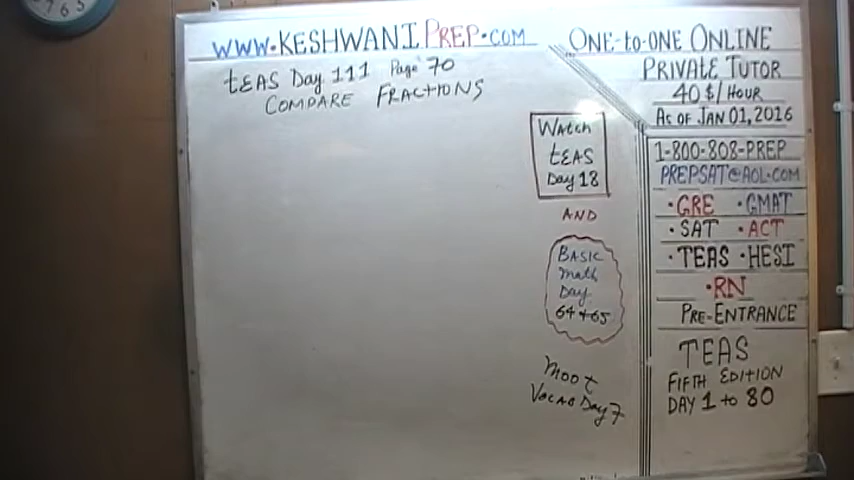 WWW.KESHWANIPREP.COM
tEAS Day 111 Page 70
COMPARE FRACTIONS
Watch
tEAS
Day 18
AND
BASIC
Math
Day
64+65
MOOt
VOCAB Day 7
ONE-to-ONE ONLINE
PRIVATE TUTOR
40$/HOUR
AS OF JAN 01, 2016
1-800-808-PREP
PREPSAT@AOL.COM
•GRE •GMAT
•SAT •ACT
•TEAS •HESI
•RN
PRE-ENTRANCE
TEAS
FIFTH EDITION
DAY 1 to 80
7 6 5